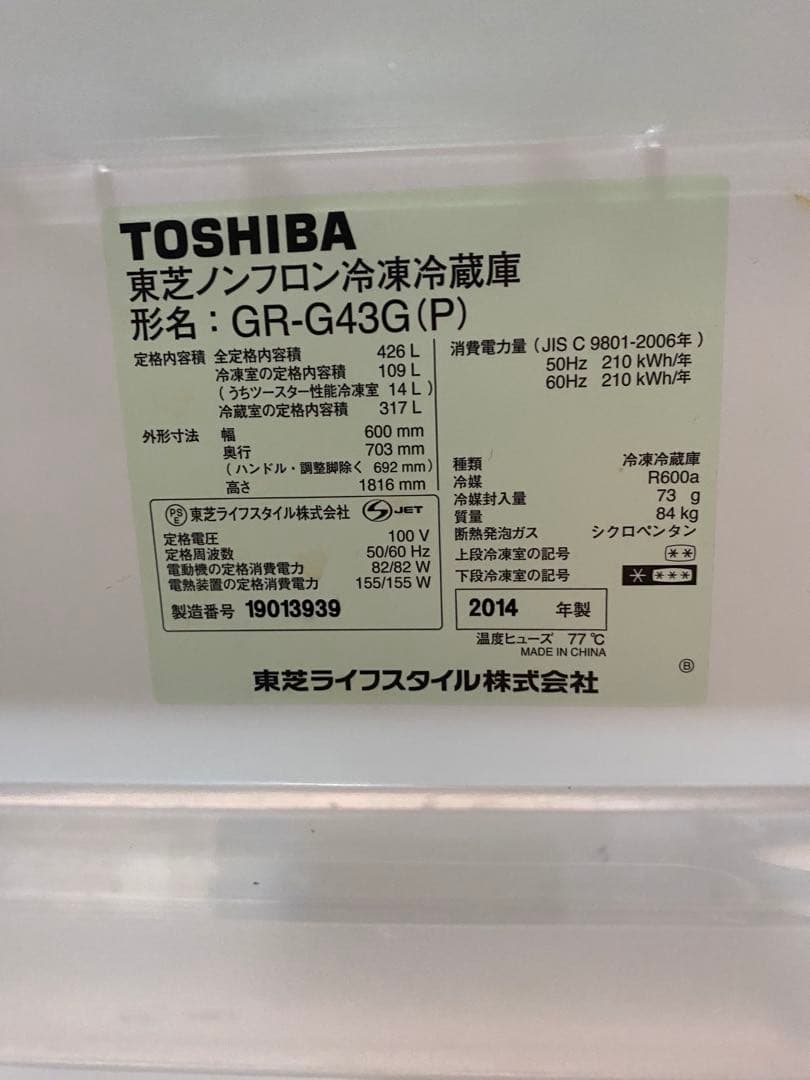 TOSHIBA
東芝ノンフロン冷凍冷蔵庫
形名：GR-G43G(P)
定格内容積 全定格内容積 426 L
冷凍室の定格内容積 109 L
（うちツースター性能冷凍室 14 L）
冷蔵室の定格内容積 317 L
外形寸法 幅 600 mm
奥行 703 mm
（ハンドル・調整脚除く 692 mm）
高さ 1816 mm
PSE 東芝ライフスタイル株式会社 JET
定格電圧 100 V
定格周波数 50/60 Hz
電動機の定格消費電力 82/82 W
電熱装置の定格消費電力 155/155 W
製造番号 19013939
消費電力量（JIS C 9801-2006年）
50Hz 210 kWh/年
60Hz 210 kWh/年
種類 冷凍冷蔵庫
冷媒 R600a
冷媒封入量 73 g
質量 84 kg
断熱発泡ガス シクロペンタン
上段冷凍室の記号 **
下段冷凍室の記号 * ***
2014 年製
温度ヒューズ 77℃
MADE IN CHINA
東芝ライフスタイル株式会社
Ⓑ